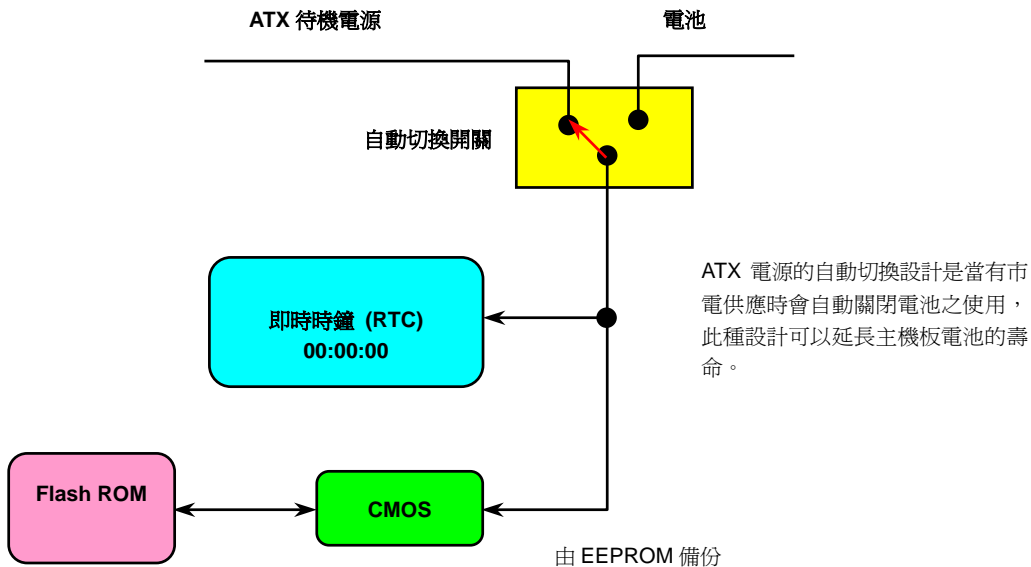 ATX 待機電源
電池
自動切換開關
即時時鐘 (RTC)
00:00:00
ATX 電源的自動切換設計是當有市
電供應時會自動關閉電池之使用，
此種設計可以延長主機板電池的壽
命。
Flash ROM
CMOS
由 EEPROM 備份